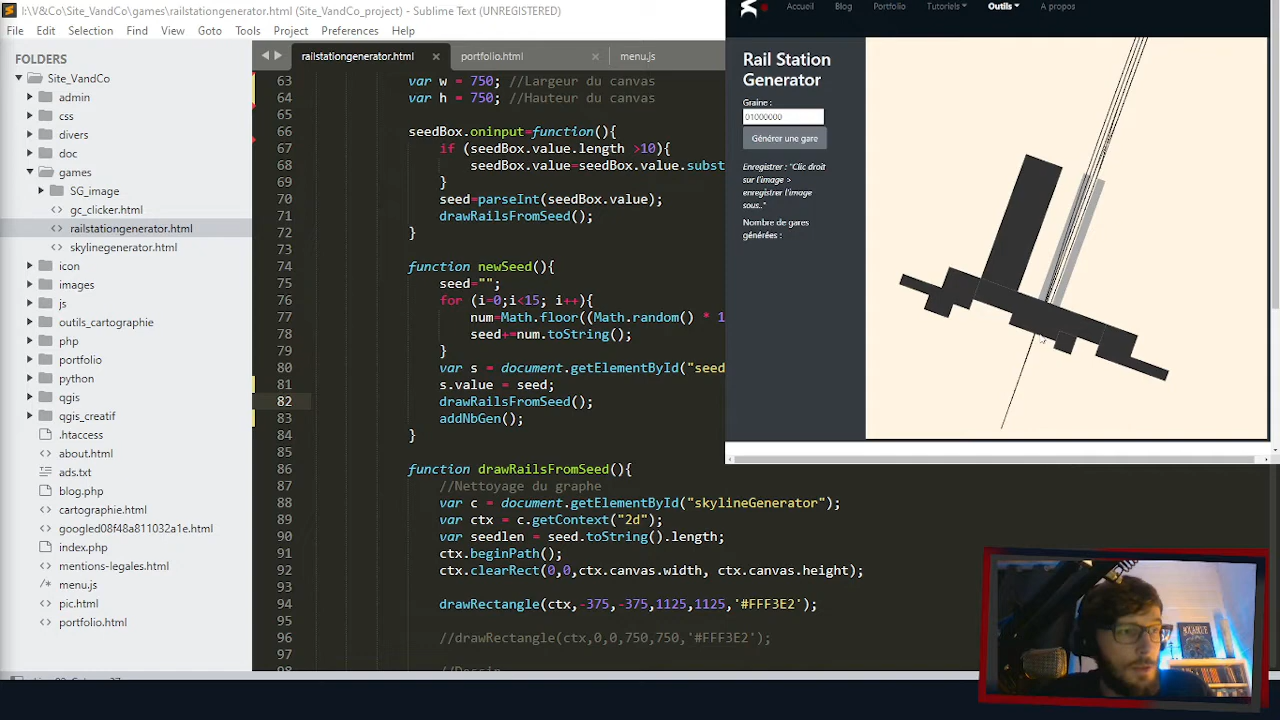 I:\V&Co\Site_VandCo\games\railstationgenerator.html (Site_VandCo_project) - Sublime Text (UNREGISTERED)
File Edit Selection Find View Goto Tools Project Preferences Help
FOLDERS
Site_VandCo
admin
css
divers
doc
games
SG_image
gc_clicker.html
railstationgenerator.html
skylinegenerator.html
icon
images
js
outils_cartographie
php
portfolio
python
qgis
qgis_creatif
.htaccess
about.html
ads.txt
blog.php
cartographie.html
googled08f48a811032a1e.html
index.php
mentions-legales.html
menu.js
pic.html
portfolio.html
railstationgenerator.html portfolio.html menu.js
63 var w = 750; //Largeur du canvas
64 var h = 750; //Hauteur du canvas
65
66 seedBox.oninput=function(){
67 if (seedBox.value.length >10){
68 seedBox.value=seedBox.value.subst
69 }
70 seed=parseInt(seedBox.value);
71 drawRailsFromSeed();
72 }
73
74 function newSeed(){
75 seed="";
76 for (i=0;i<15; i++){
77 num=Math.floor((Math.random() * 1
78 seed+=num.toString();
79 }
80 var s = document.getElementById("seed
81 s.value = seed;
82 drawRailsFromSeed();
83 addNbGen();
84 }
85
86 function drawRailsFromSeed(){
87 //Nettoyage du graphe
88 var c = document.getElementById("skylineGenerator");
89 var ctx = c.getContext("2d");
90 var seedlen = seed.toString().length;
91 ctx.beginPath();
92 ctx.clearRect(0,0,ctx.canvas.width, ctx.canvas.height);
93
94 drawRectangle(ctx,-375,-375,1125,1125,'#FFF3E2');
95
96 //drawRectangle(ctx,0,0,750,750,'#FFF3E2');
97
98 //Dessin
Accueil Blog Portfolio Tutoriels Outils A propos
Rail Station
Generator
Graine :
01000000
Générer une gare
Enregistrer : "Clic droit
sur l'image >
enregistrer l'image
sous.."
Nombre de gares
générées :